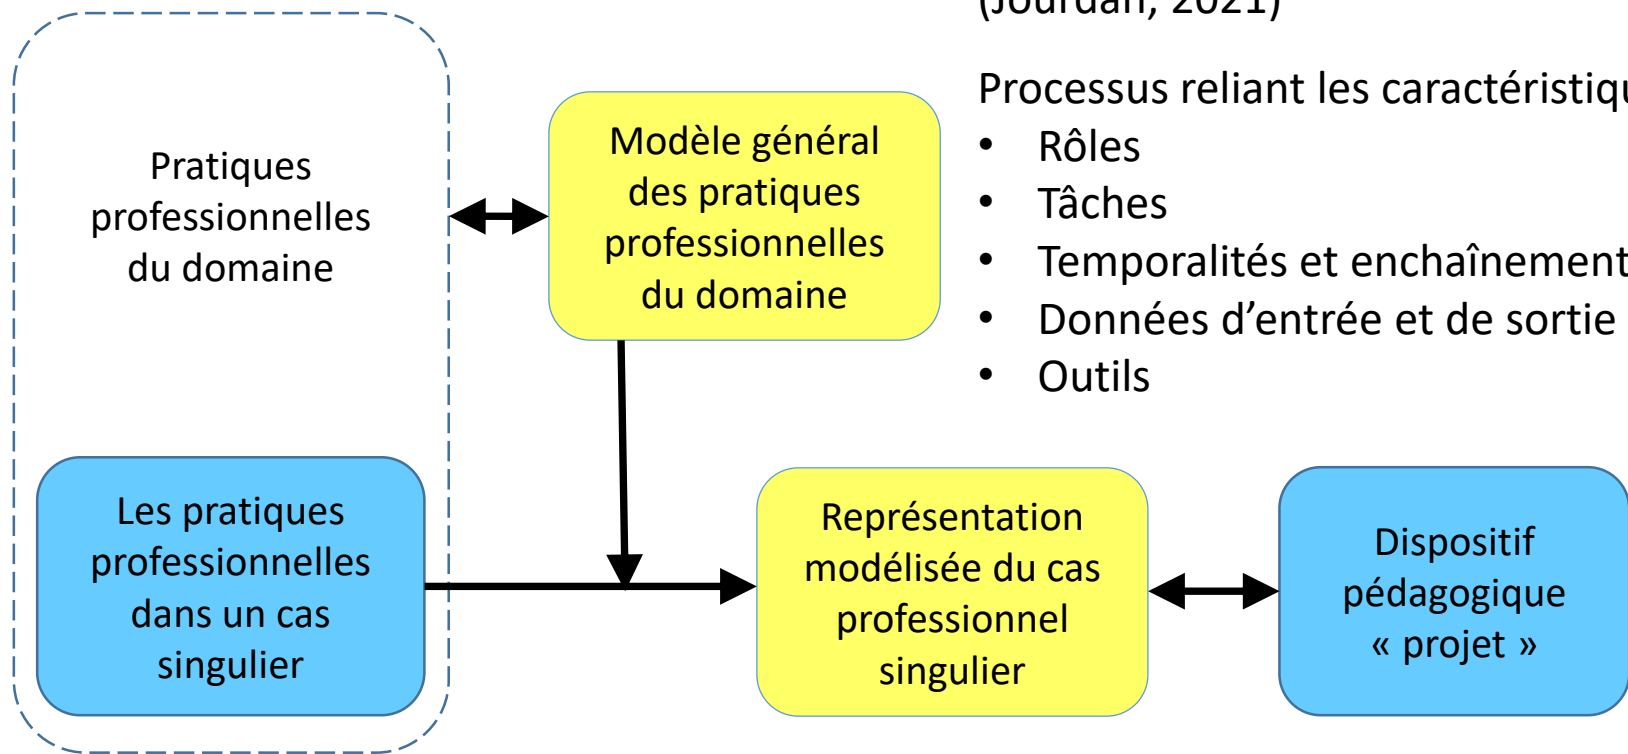 (Jourdan, 2021)
Processus reliant les
• Rôles
• Tâches
• Temporalités et
• Données d’entrée et de sortie
• Outils
Pratiques
professionnelles
du domaine
Modèle général
des pratiques
professionnelles
du domaine
Les pratiques
professionnelles
dans un cas
singulier
Représentation
modélisée du cas
professionnel
singulier
Dispositif
pédagogique
« projet »